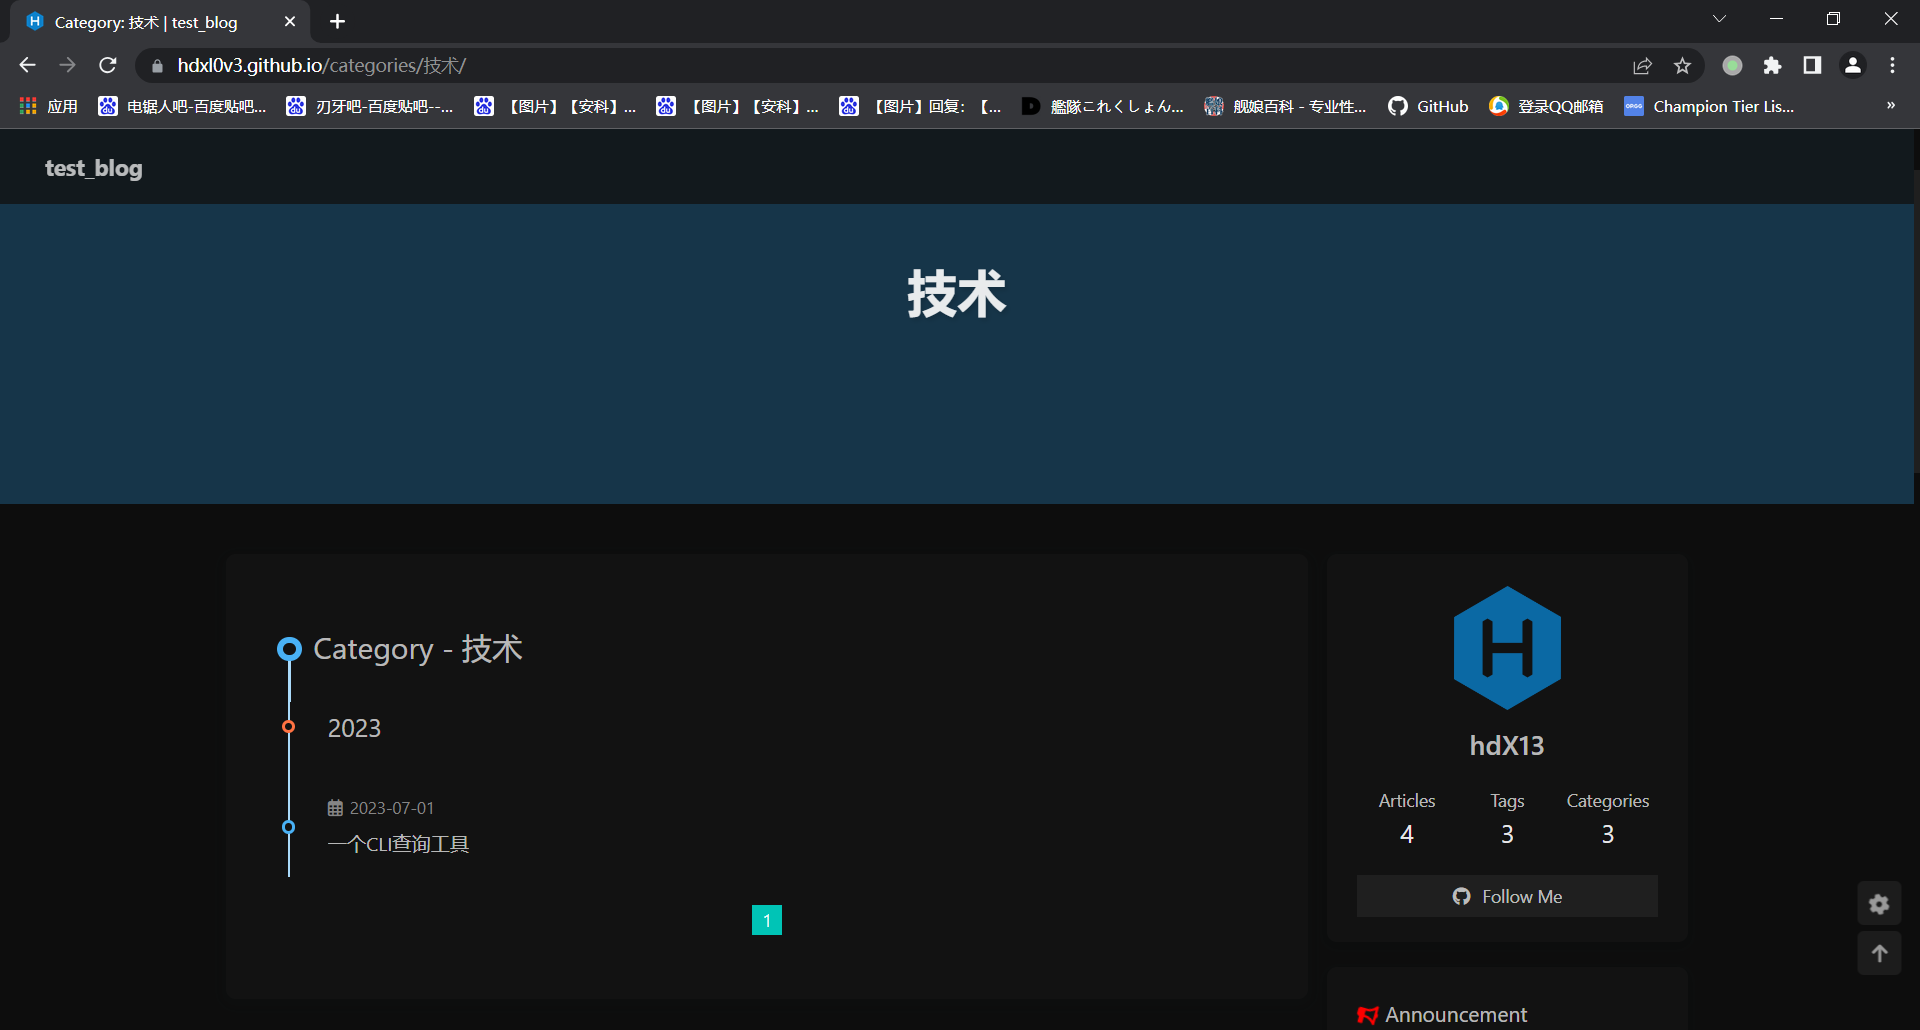 Category: 技术 | test_blog
hdxl0v3.github.io/categories/技术/
应用 电锯人吧-百度贴吧... 刃牙吧-百度贴吧--... 【图片】【安科】... 【图片】【安科】... 【图片】回复：【... 艦隊これくしょん... 舰娘百科 - 专业性... GitHub 登录QQ邮箱 OP.GG Champion Tier Lis... »
test_blog
技术
Category - 技术
2023
2023-07-01
一个CLI查询工具
1
hdX13
Articles Tags Categories
4 3 3
Follow Me
Announcement